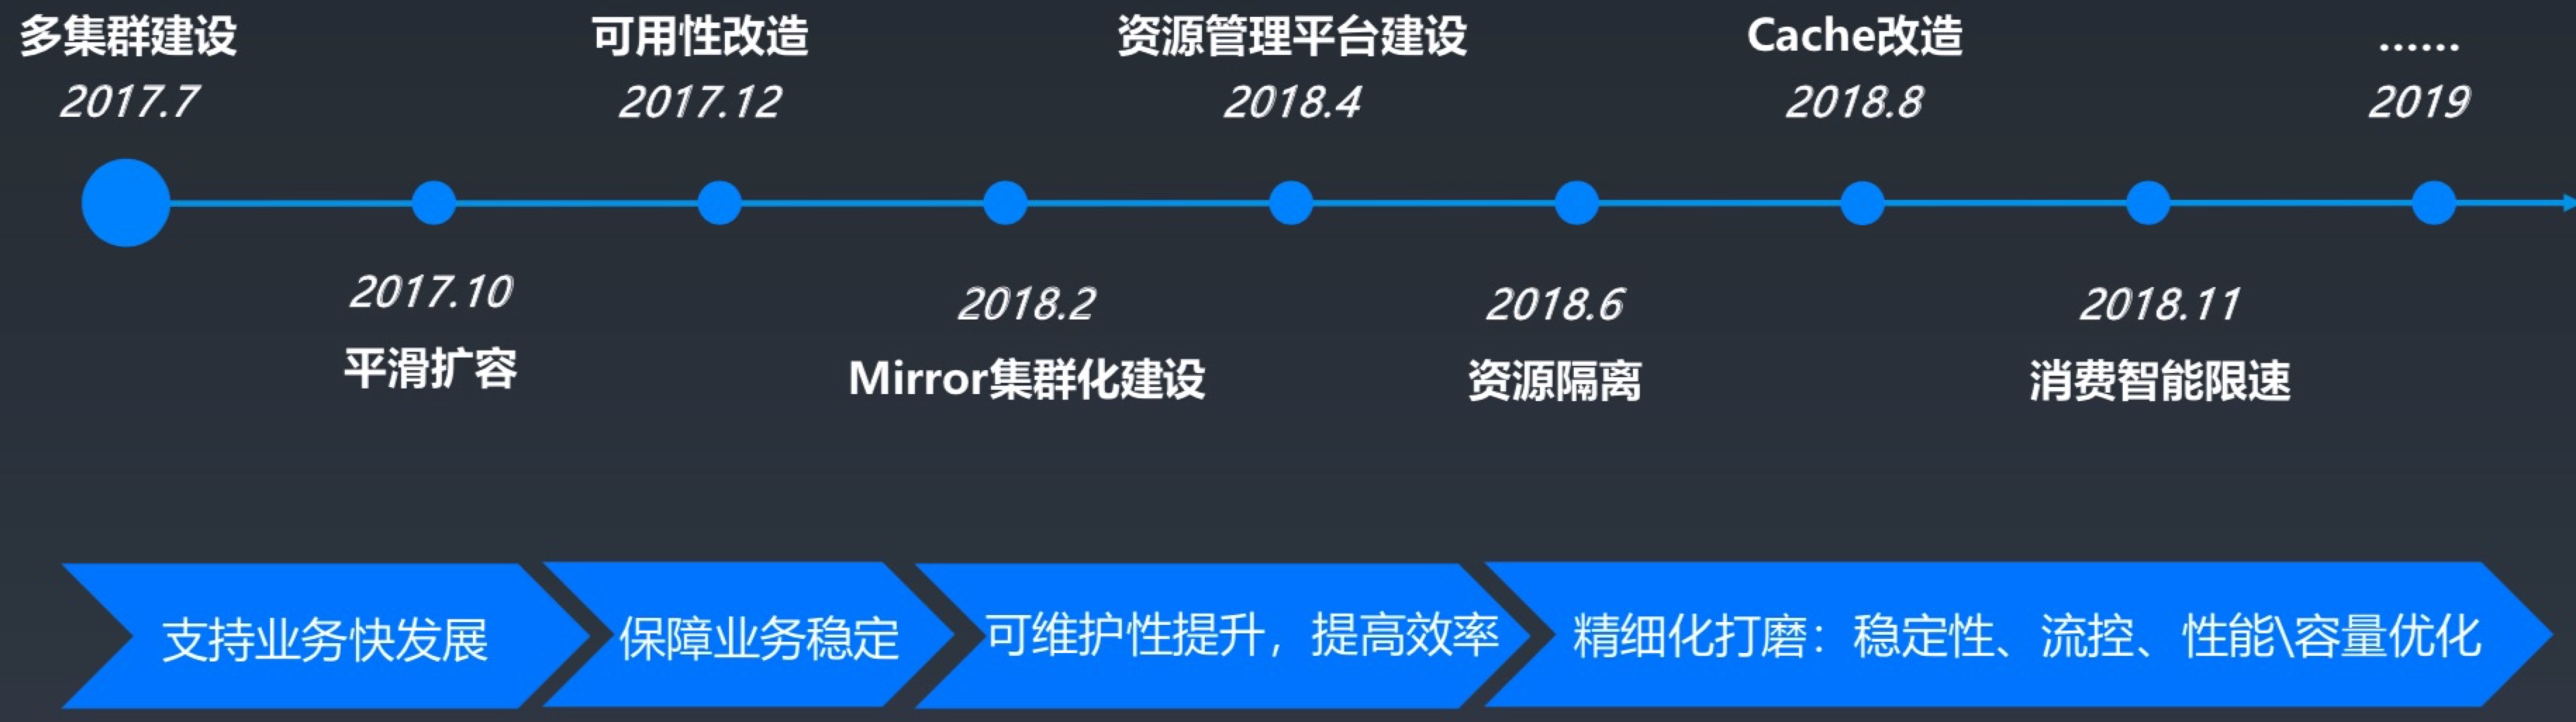 多集群建设
2017.7
可用性改造
2017.12
资源管理平台建设
2018.4
Cache改造
2018.8
......
2019
2017.10
平滑扩容
2018.2
Mirror集群化建设
2018.6
资源隔离
2018.11
消费智能限速
支持业务快发展
保障业务稳定
可维护性提升，提高效率
精细化打磨：稳定性、流控、性能\容量优化